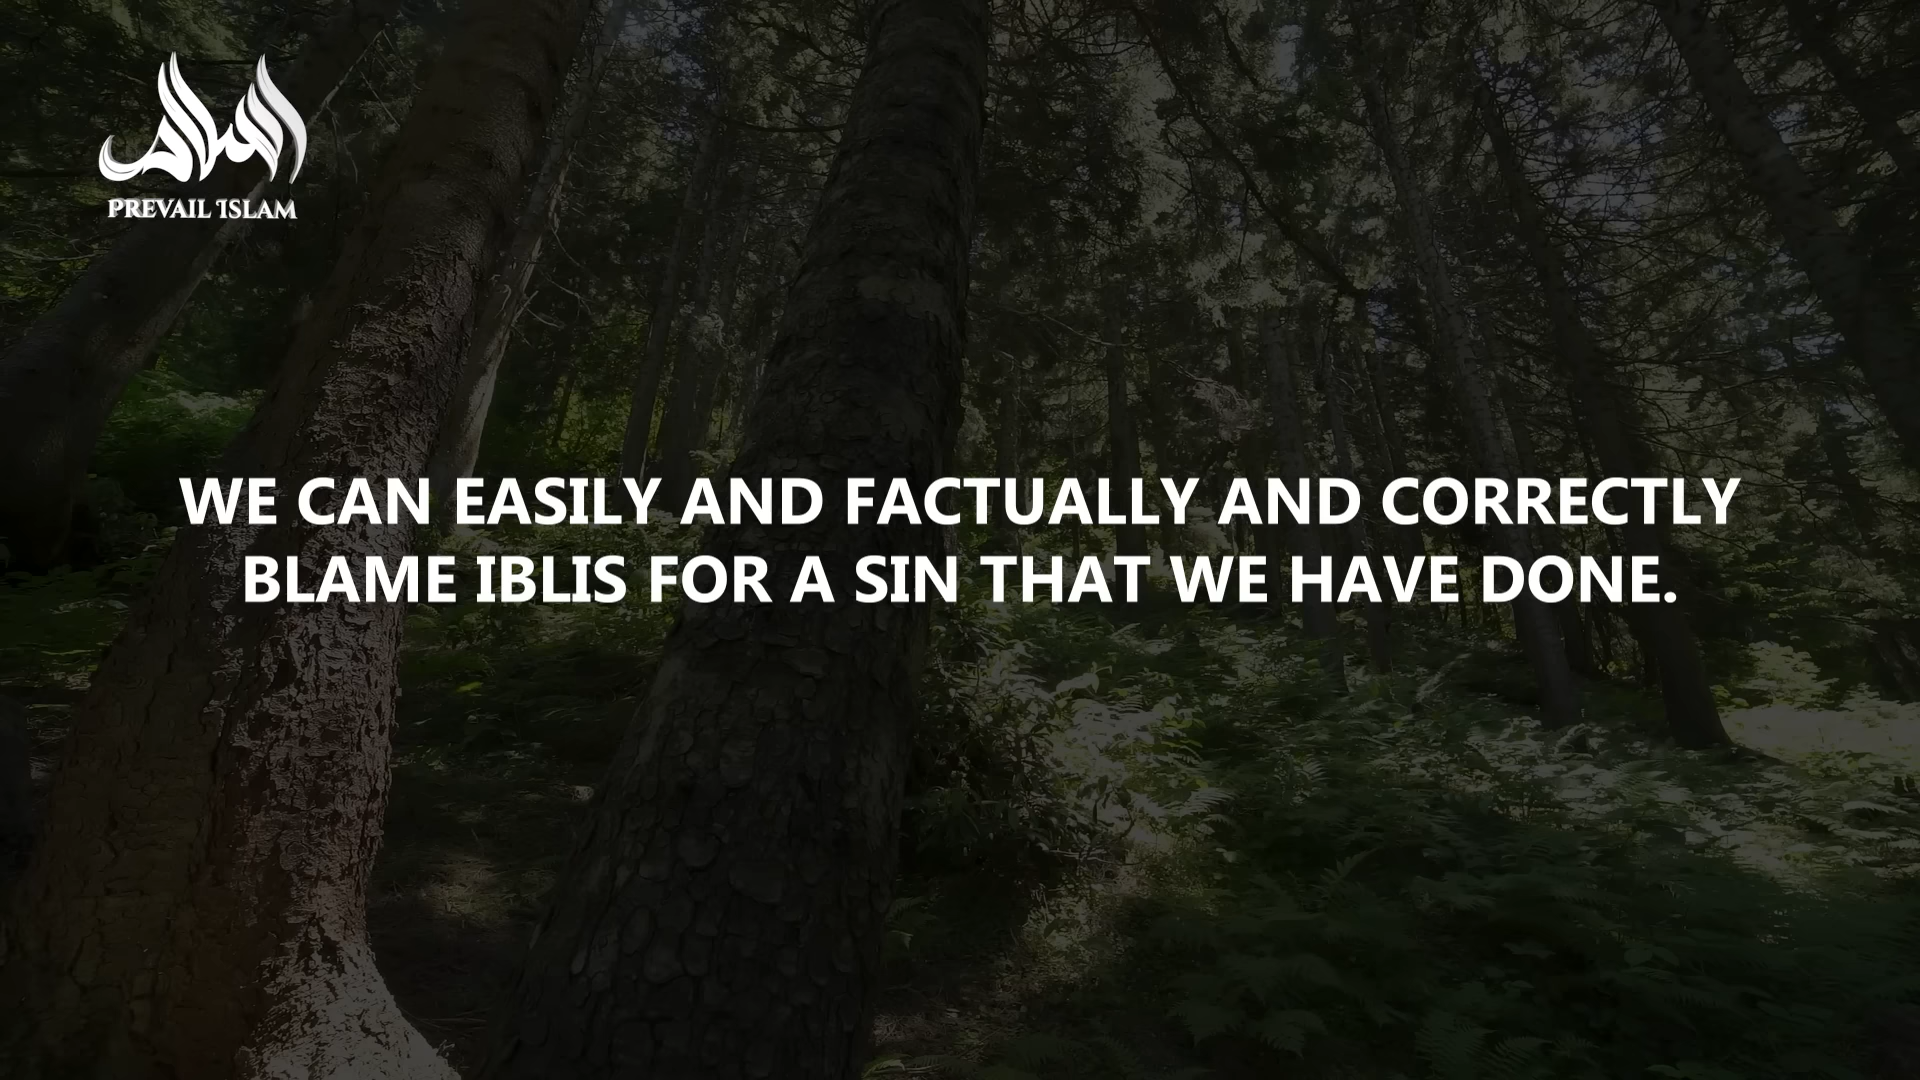 PREVAIL ISLAM
WE CAN EASILY AND FACTUALLY AND CORRECTLY
BLAME IBLIS FOR A SIN THAT WE HAVE DONE.